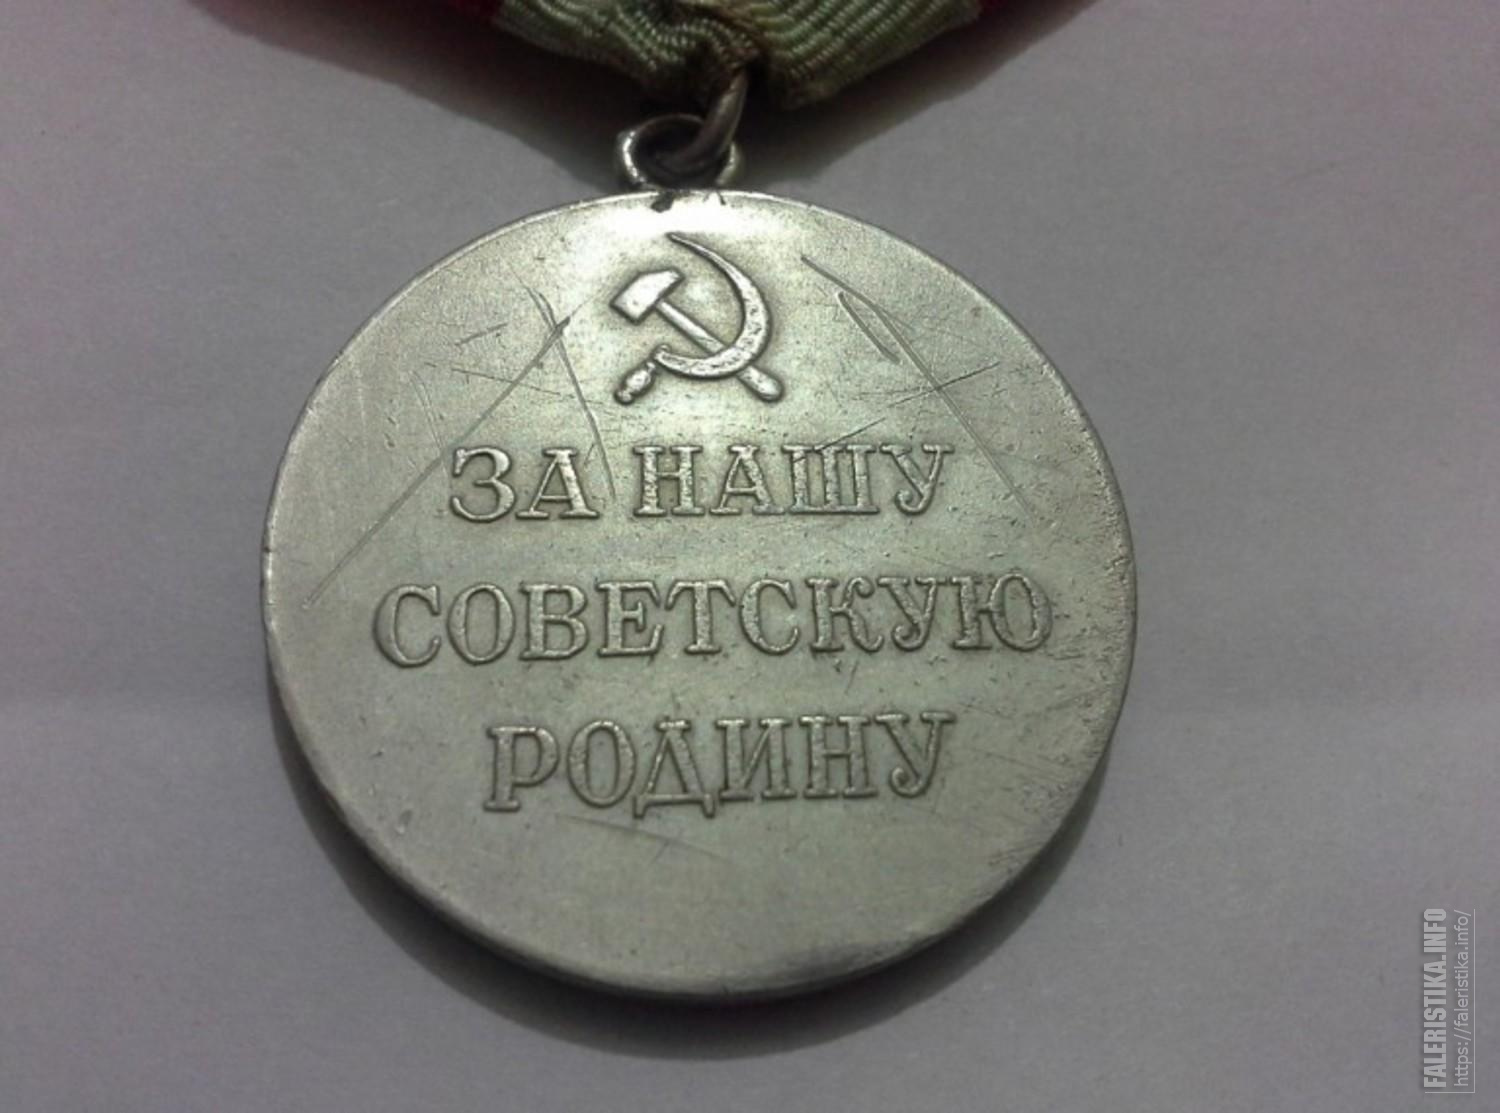 ЗА НАШУ
СОВЕТСКУЮ
РОДИНУ
FALERISTIKA.INFO
https://faleristika.info/